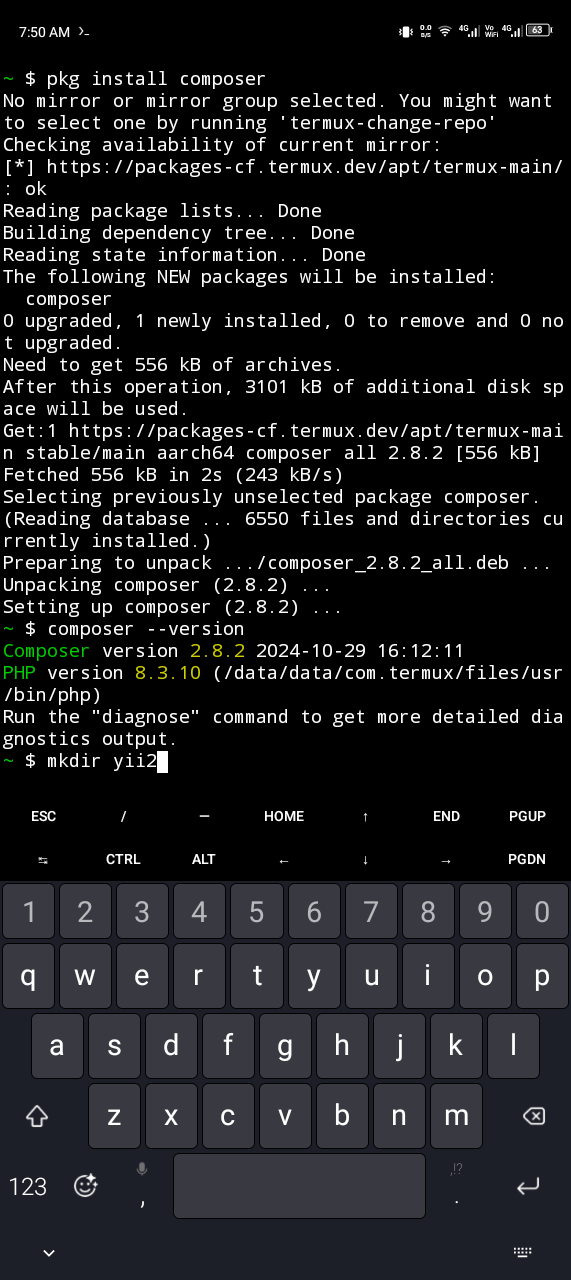 7:50 AM
0.0
B/S
4G
Vo
WiFi
4G
63
~ $ pkg install composer
No mirror or mirror group selected. You might want
to select one by running 'termux-change-repo'
Checking availability of current mirror:
[*] https://packages-cf.termux.dev/apt/termux-main/
: ok
Reading package lists... Done
Building dependency tree... Done
Reading state information... Done
The following NEW packages will be installed:
  composer
0 upgraded, 1 newly installed, 0 to remove and 0 no
t upgraded.
Need to get 556 kB of archives.
After this operation, 3101 kB of additional disk sp
ace will be used.
Get:1 https://packages-cf.termux.dev/apt/termux-mai
n stable/main aarch64 composer all 2.8.2 [556 kB]
Fetched 556 kB in 2s (243 kB/s)
Selecting previously unselected package composer.
(Reading database ... 6550 files and directories cu
rrently installed.)
Preparing to unpack .../composer_2.8.2_all.deb ...
Unpacking composer (2.8.2) ...
Setting up composer (2.8.2) ...
~ $ composer --version
Composer version 2.8.2 2024-10-29 16:12:11
PHP version 8.3.10 (/data/data/com.termux/files/usr
/bin/php)
Run the "diagnose" command to get more detailed dia
gnostics output.
~ $ mkdir yii2
ESC / — HOME ↑ END PGUP
↹ CTRL ALT ← ↓ → PGDN
1 2 3 4 5 6 7 8 9 0
q w e r t y u i o p
a s d f g h j k l
z x c v b n m
123 , ,!? .